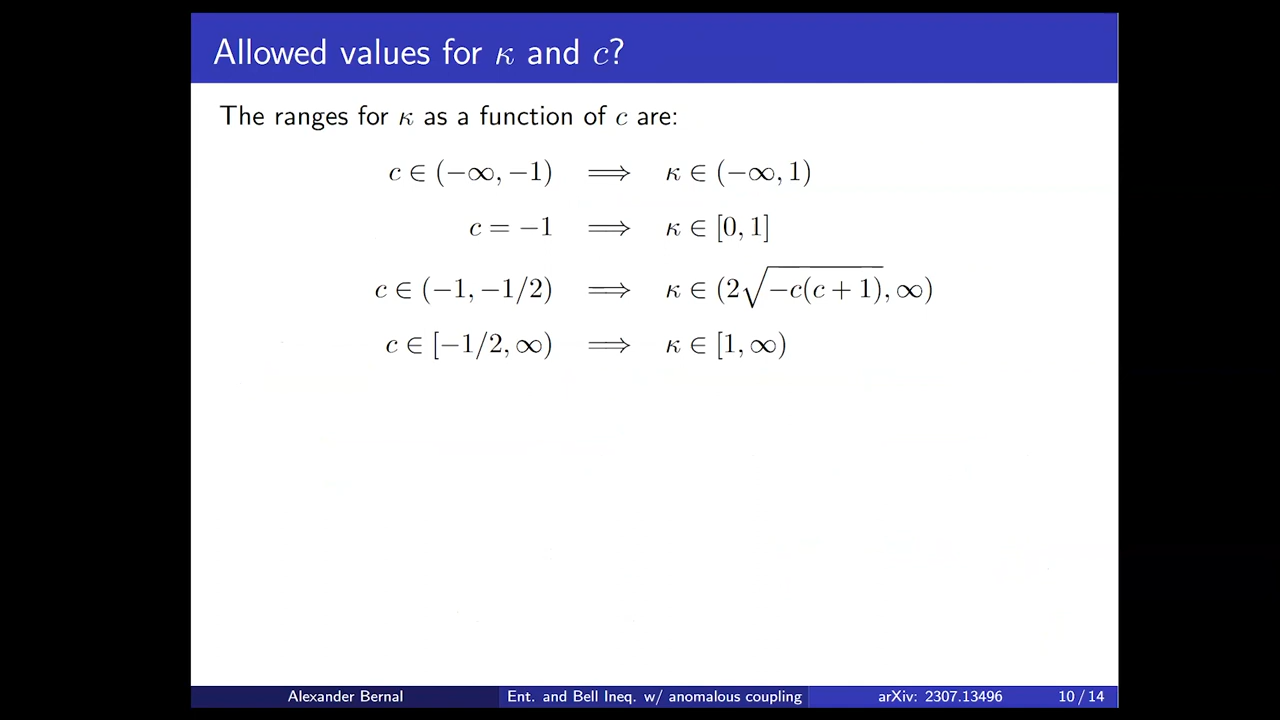 Allowed values for κ and c?
The ranges for κ as a function of c are:
c ∈ (−∞, −1) ⟹ κ ∈ (−∞, 1)
c = −1 ⟹ κ ∈ [0, 1]
c ∈ (−1, −1/2) ⟹ κ ∈ (2√−c(c + 1), ∞)
c ∈ [−1/2, ∞) ⟹ κ ∈ [1, ∞)
Alexander Bernal Ent. and Bell Ineq. w/ anomalous coupling arXiv: 2307.13496 10 / 14